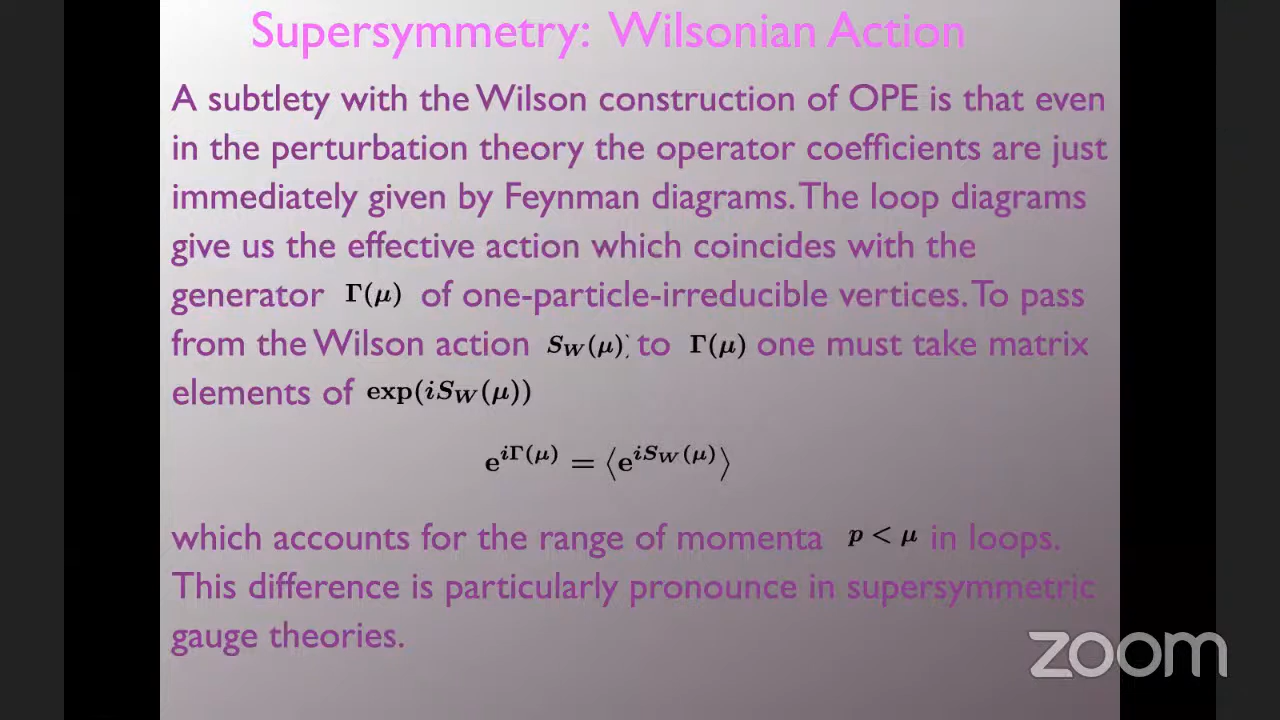 Supersymmetry: Wilsonian Action
A subtlety with the Wilson construction of OPE is that even
in the perturbation theory the operator coefficients are just
immediately given by Feynman diagrams. The loop diagrams
give us the effective action which coincides with the
generator Γ(μ) of one-particle-irreducible vertices. To pass
from the Wilson action S_W(μ) to Γ(μ) one must take matrix
elements of exp(iS_W(μ))
e^{iΓ(μ)} = ⟨e^{iS_W(μ)}⟩
which accounts for the range of momenta p < μ in loops.
This difference is particularly pronounce in supersymmetric
gauge theories.
zoom